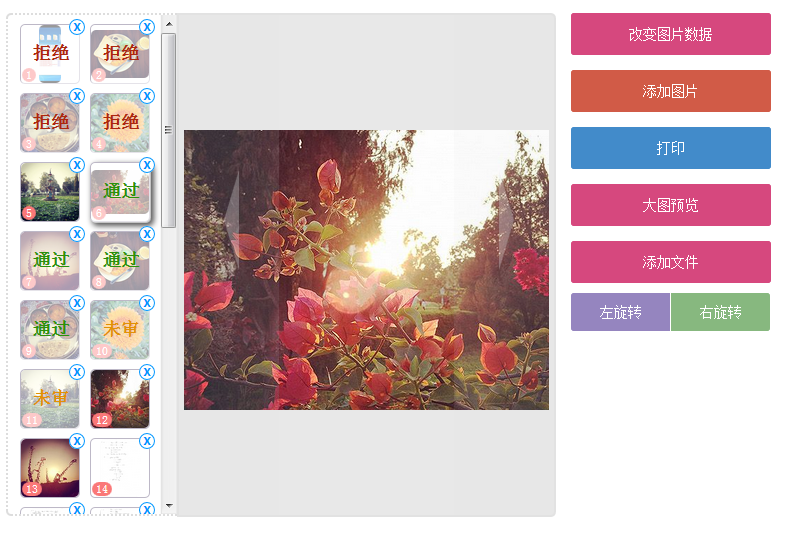 X X
拒绝 拒绝
1 2
X X
拒绝 拒绝
3 4
X X
5
通过
6
X X
通过 通过
7 8
X X
通过 未审
9 10
X X
未审
11 12
X X
13 14
X X
改变图片数据
添加图片
打印
大图预览
添加文件
左旋转 右旋转